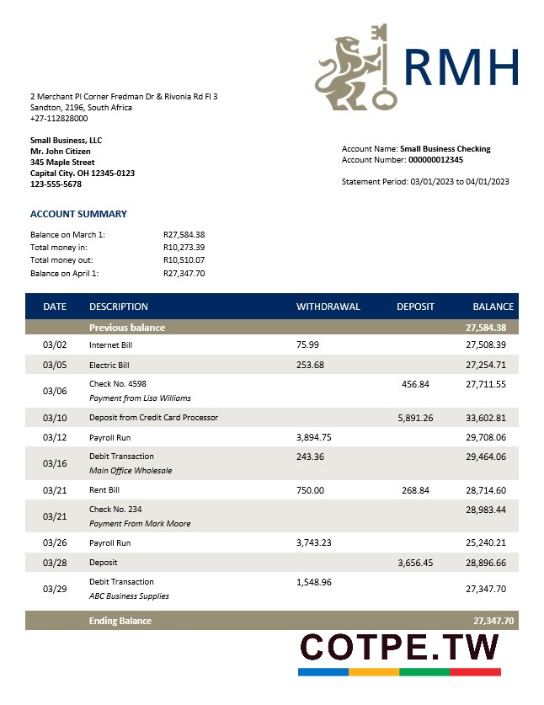 RMH
2 Merchant Pl Corner Fredman Dr & Rivonia Rd Fl 3
Sandton, 2196, South Africa
+27-112828000
Small Business, LLC
Mr. John Citizen
345 Maple Street
Capital City. OH 12345-0123
123-555-5678
Account Name: Small Business Checking
Account Number: 000000012345
Statement Period: 03/01/2023 to 04/01/2023
ACCOUNT SUMMARY
Balance on March 1: R27,584.38
Total money in: R10,273.39
Total money out: R10,510.07
Balance on April 1: R27,347.70
DATE DESCRIPTION WITHDRAWAL DEPOSIT BALANCE
Previous balance 27,584.38
03/02 Internet Bill 75.99 27,508.39
03/05 Electric Bill 253.68 27,254.71
03/06 Check No. 4598 456.84 27,711.55
Payment from Lisa Williams
03/10 Deposit from Credit Card Processor 5,891.26 33,602.81
03/12 Payroll Run 3,894.75 29,708.06
03/16 Debit Transaction 243.36 29,464.06
Main Office Wholesale
03/21 Rent Bill 750.00 268.84 28,714.60
03/21 Check No. 234 28,983.44
Payment From Mark Moore
03/26 Payroll Run 3,743.23 25,240.21
03/28 Deposit 3,656.45 28,896.66
03/29 Debit Transaction 1,548.96 27,347.70
ABC Business Supplies
Ending Balance 27,347.70
COTPE.TW